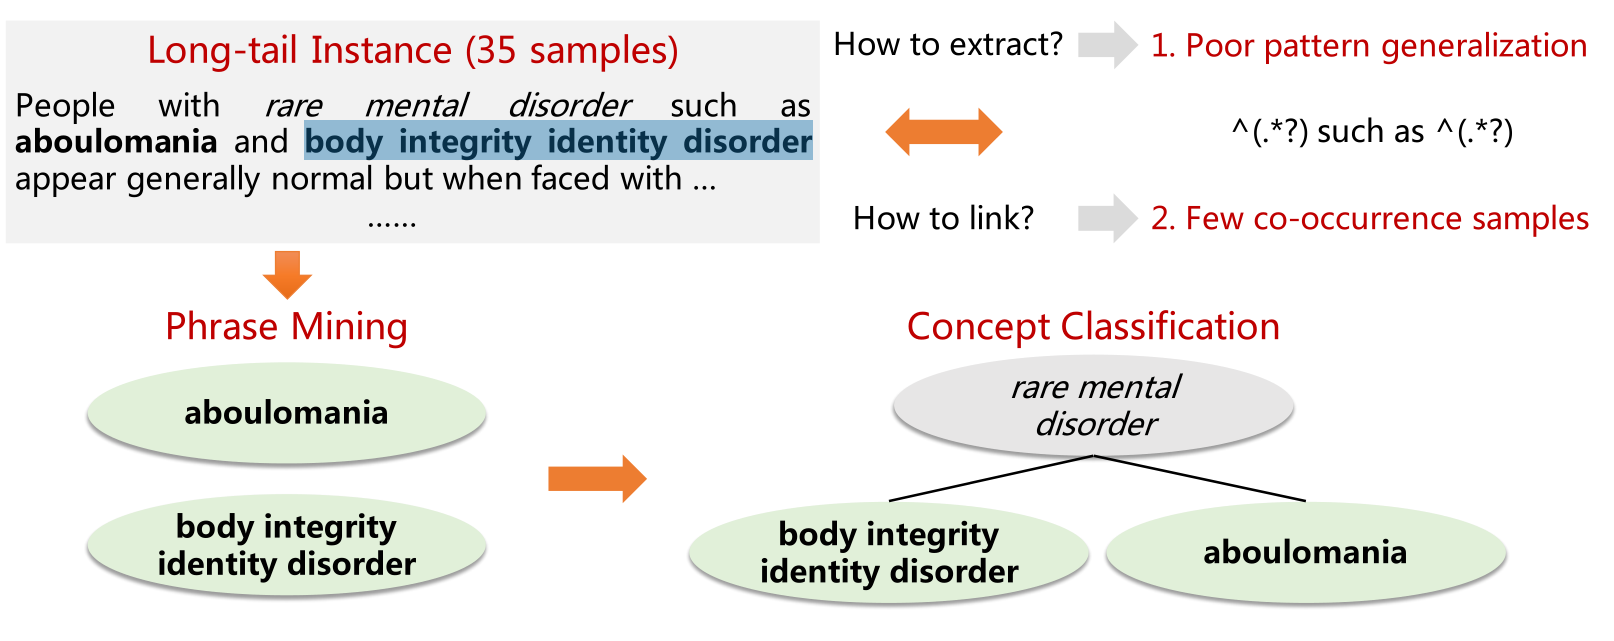 Long-tail Instance (35 samples)
People with rare mental disorder such as
aboulomania and body integrity identity disorder
appear generally normal but when faced with ...
......
How to extract?
1. Poor pattern generalization
^(.*?) such as ^(.*?)
How to link?
2. Few co-occurrence samples
Phrase Mining
aboulomania
body integrity
identity disorder
Concept Classification
rare mental
disorder
body integrity
identity disorder
aboulomania